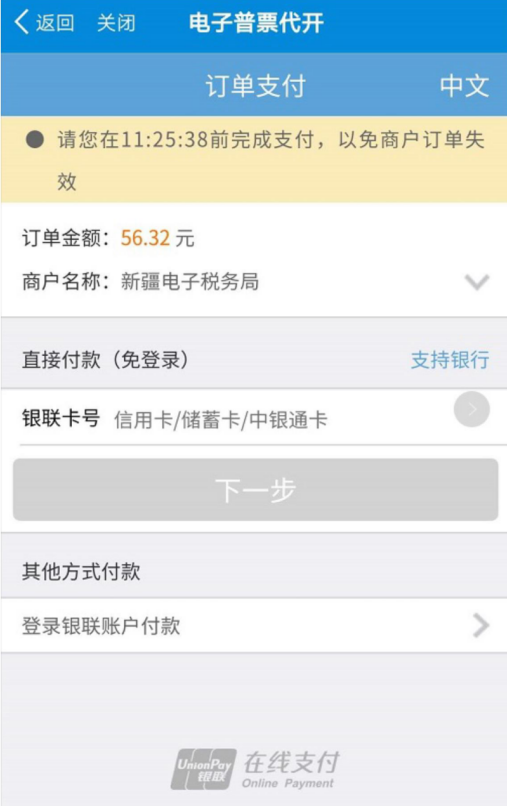 返回 关闭 电子普票代开
订单支付 中文
请您在11:25:38前完成支付，以免商户订单失
效
订单金额：56.32 元
商户名称：新疆电子税务局
直接付款（免登录） 支持银行
银联卡号 信用卡/储蓄卡/中银通卡
下一步
其他方式付款
登录银联账户付款
UnionPay 在线支付
银联 Online Payment